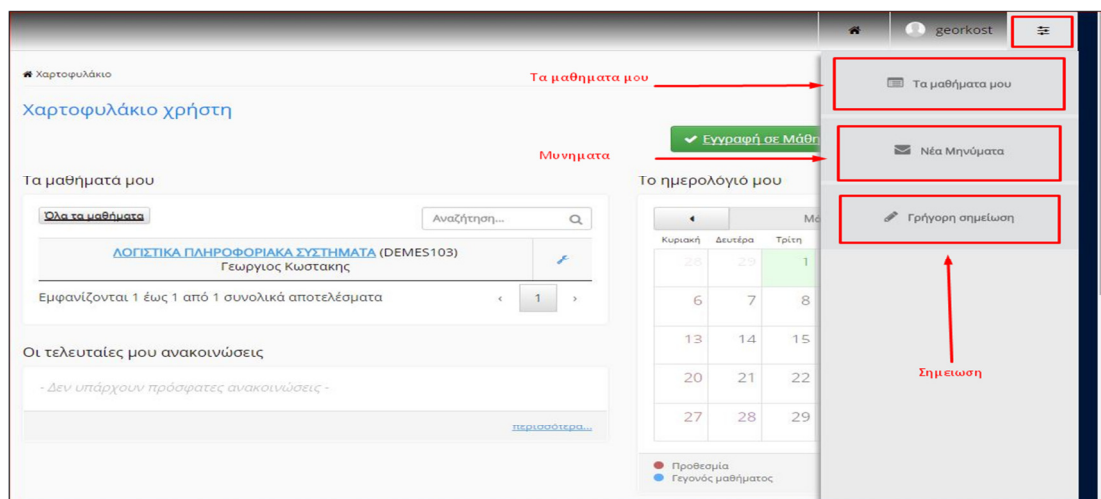 georkost
Χαρτοφυλάκιο
Τα μαθηματα μου
Τα μαθήματα μου
Χαρτοφυλάκιο χρήστη
Εγγραφή σε Μάθη
Μυνηματα
Νέα Μηνύματα
Τα μαθήματά μου
Το ημερολόγιό μου
Όλα τα μαθήματα
Αναζήτηση...
Μά
Γρήγορη σημείωση
Κυριακή Δευτέρα Τρίτη
ΛΟΓΙΣΤΙΚΑ ΠΛΗΡΟΦΟΡΙΑΚΑ ΣΥΣΤΗΜΑΤΑ (DEMES103)
Γεωργιος Κωστακης
28 29 1
Εμφανίζονται 1 έως 1 από 1 συνολικά αποτελέσματα
‹ 1 ›
6 7 8
13 14 15
Οι τελευταίες μου ανακοινώσεις
- Δεν υπάρχουν πρόσφατες ανακοινώσεις -
20 21 22
Σημειωση
27 28 29
περισσότερα...
Προθεσμία
Γεγονός μαθήματος